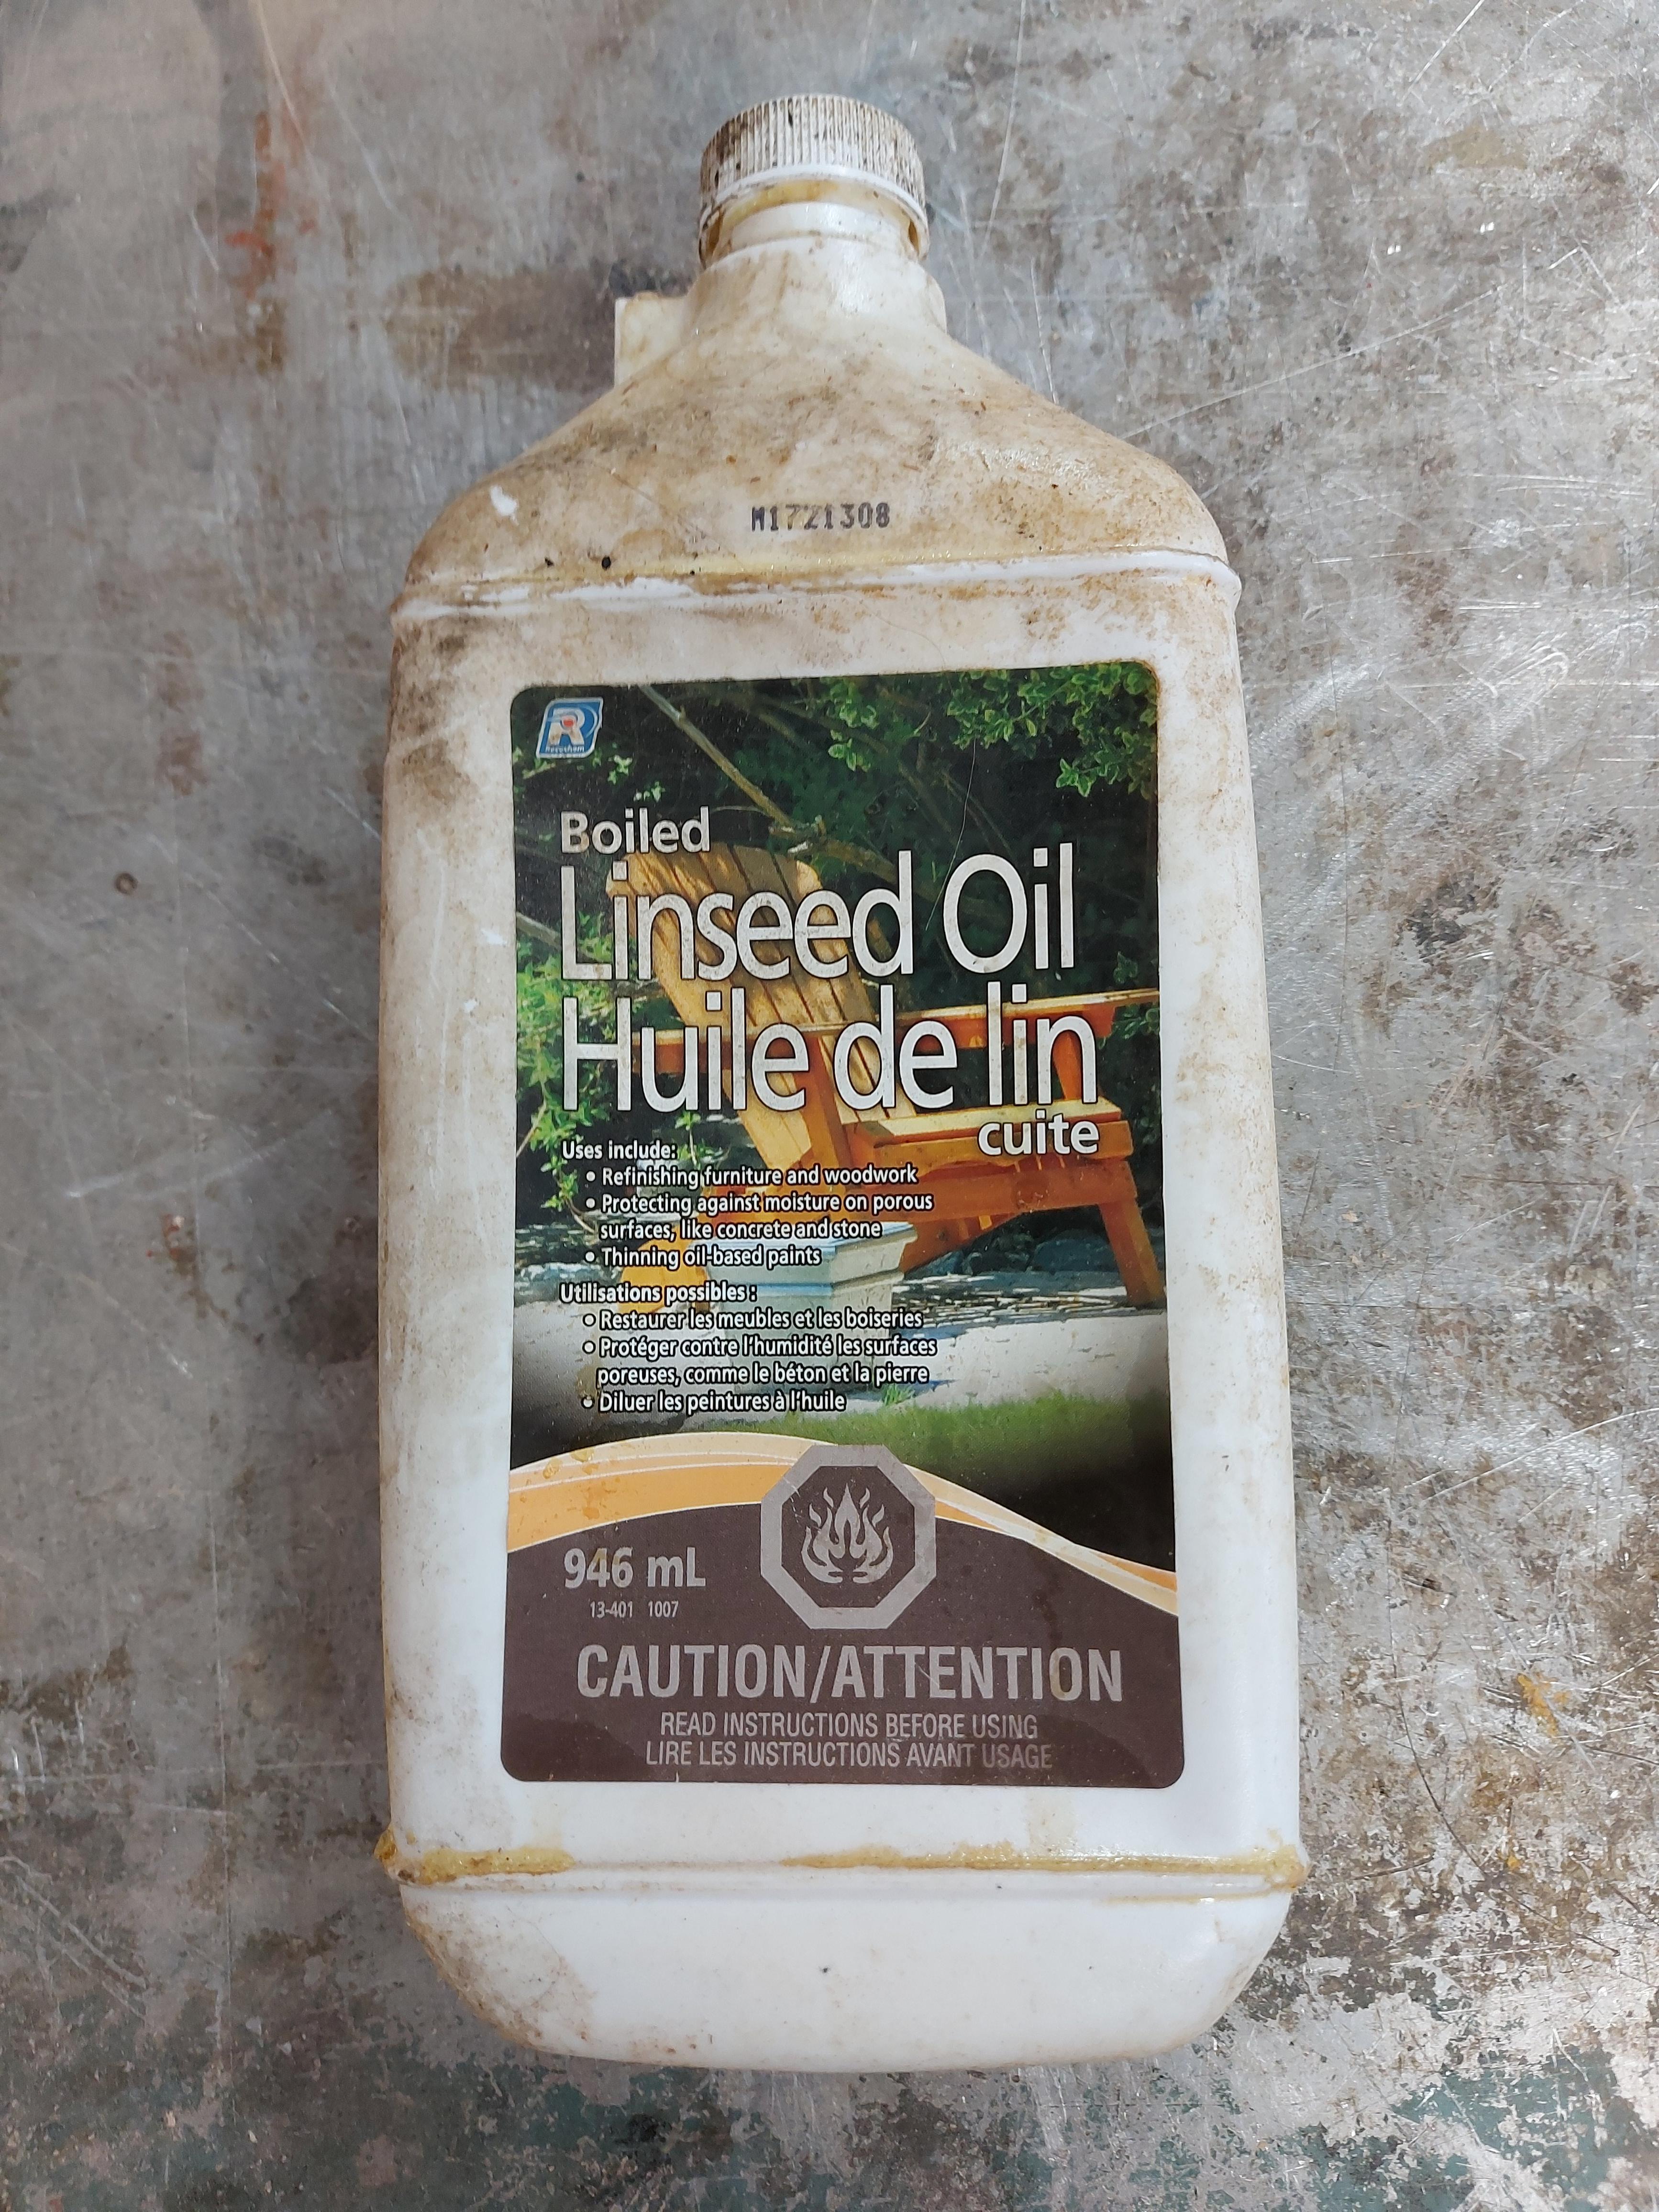 M1721308
R
Recochem
Boiled
Linseed Oil
Huile de lin
cuite
Uses include:
• Refinishing furniture and woodwork
• Protecting against moisture on porous
surfaces, like concrete and stone
• Thinning oil-based paints
Utilisations possibles :
• Restaurer les meubles et les boiseries
• Protéger contre l'humidité les surfaces
poreuses, comme le béton et la pierre
• Diluer les peintures à l'huile
946 mL
13-401 1007
CAUTION/ATTENTION
READ INSTRUCTIONS BEFORE USING
LIRE LES INSTRUCTIONS AVANT USAGE